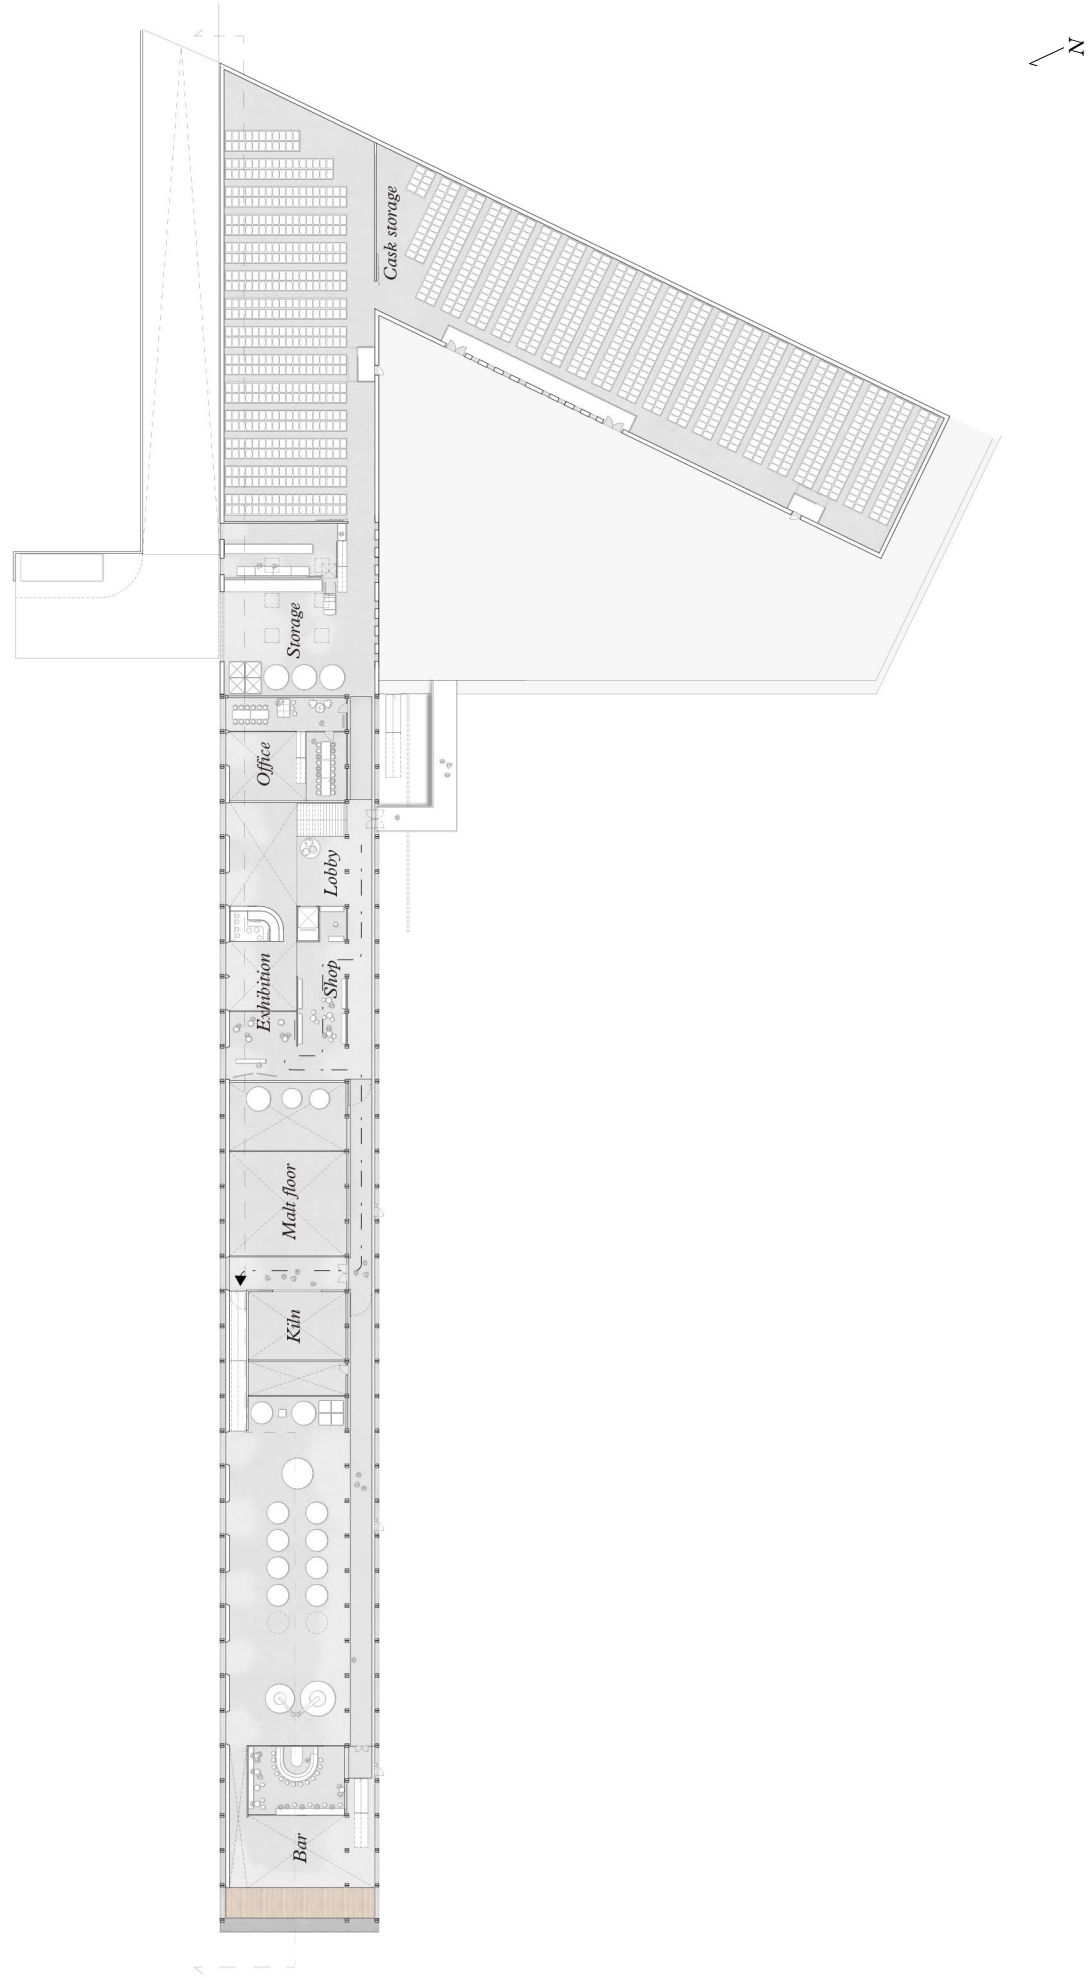 N
Cask storage
Storage
Office
Lobby
Exhibition
Shop
Malt floor
Kiln
Bar